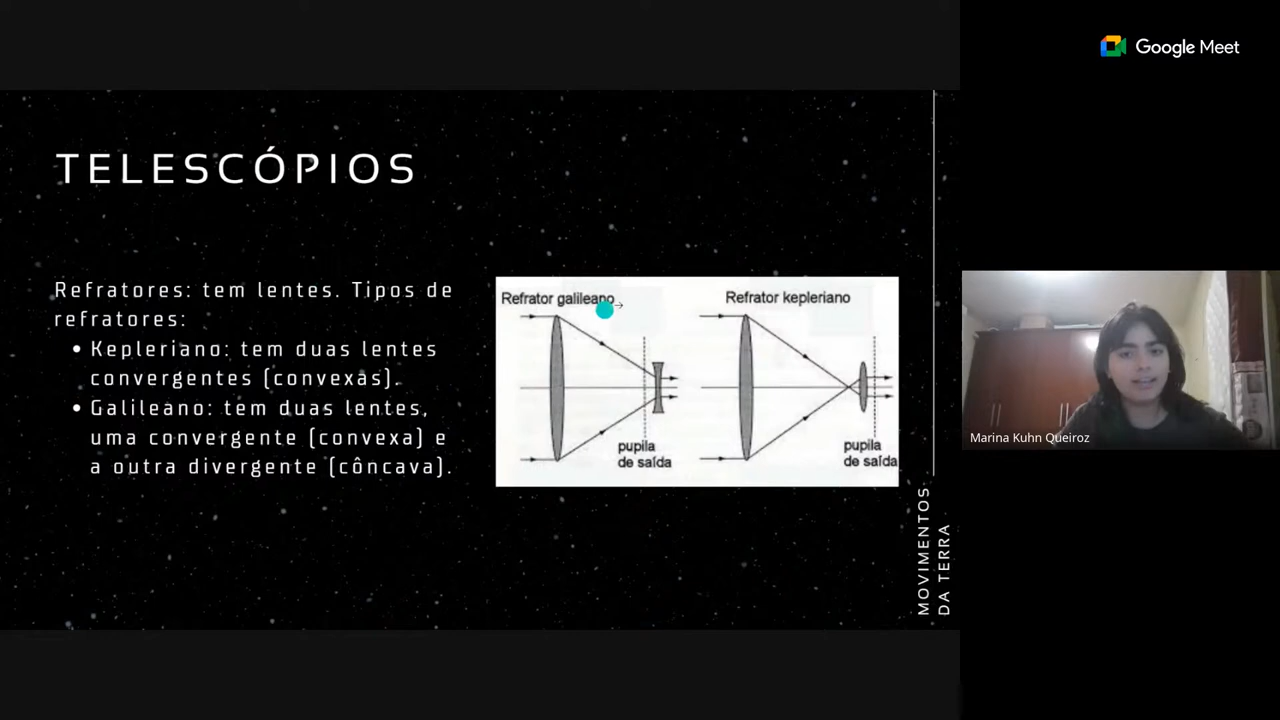 Google Meet
TELESCÓPIOS
Refratores: tem lentes. Tipos de
refratores:
• Kepleriano: tem duas lentes
convergentes (convexas).
• Galileano: tem duas lentes,
uma convergente (convexa) e
a outra divergente (côncava).
Refrator galileano
pupila
de saída
Refrator kepleriano
pupila
de saída
MOVIMENTOS
DA TERRA
Marina Kuhn Queiroz